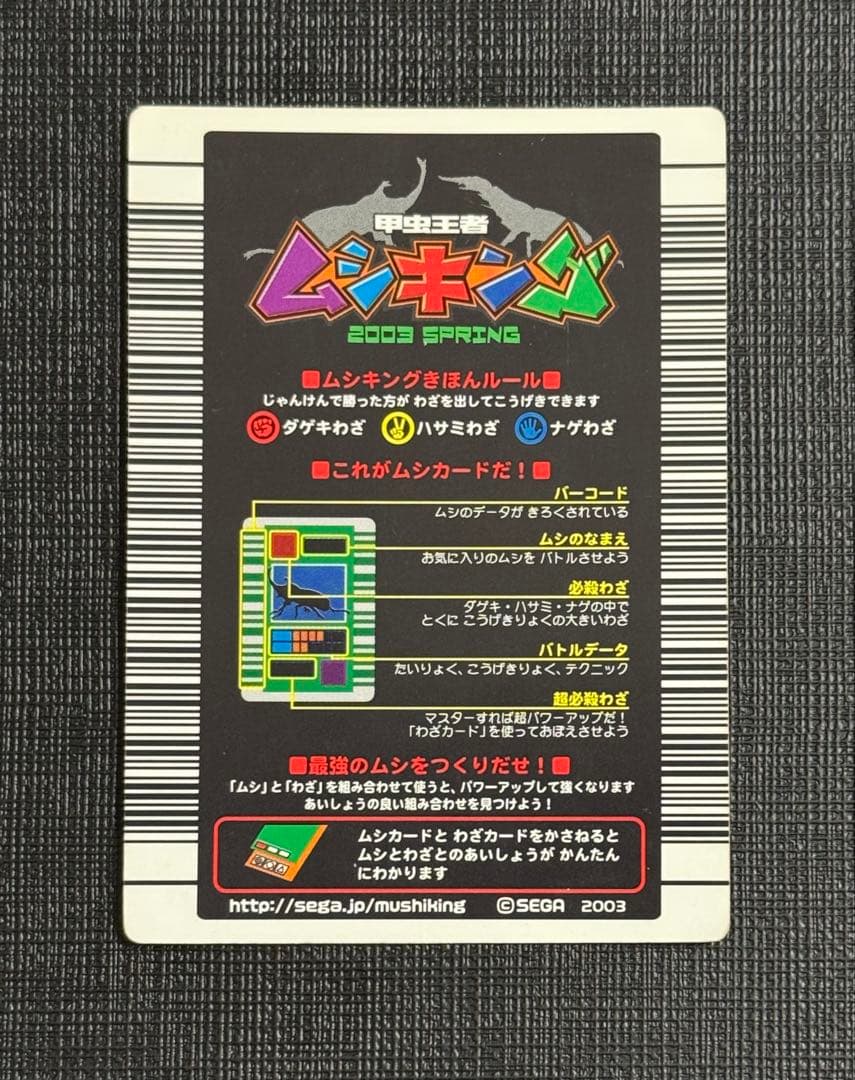 甲虫王者
ムシキング
2003 SPRING
■ムシキングきほんルール■
じゃんけんで勝った方が わざを出してこうげきできます
ダゲキわざ ハサミわざ ナゲわざ
■これがムシカードだ！■
バーコード
ムシのデータが きろくされている
ムシのなまえ
お気に入りのムシを バトルさせよう
必殺わざ
ダゲキ・ハサミ・ナゲの中で
とくに こうげきりょくの大きいわざ
バトルデータ
たいりょく、こうげきりょく、テクニック
超必殺わざ
マスターすれば超パワーアップだ！
「わざカード」を使っておぼえさせよう
■最強のムシをつくりだせ！■
「ムシ」と「わざ」を組み合わせて使うと、パワーアップして強くなります
あいしょうの良い組み合わせを見つけよう！
ムシカードと わざカードをかさねると
ムシとわざとのあいしょうが かんたん
にわかります
http://sega.jp/mushiking ©SEGA 2003